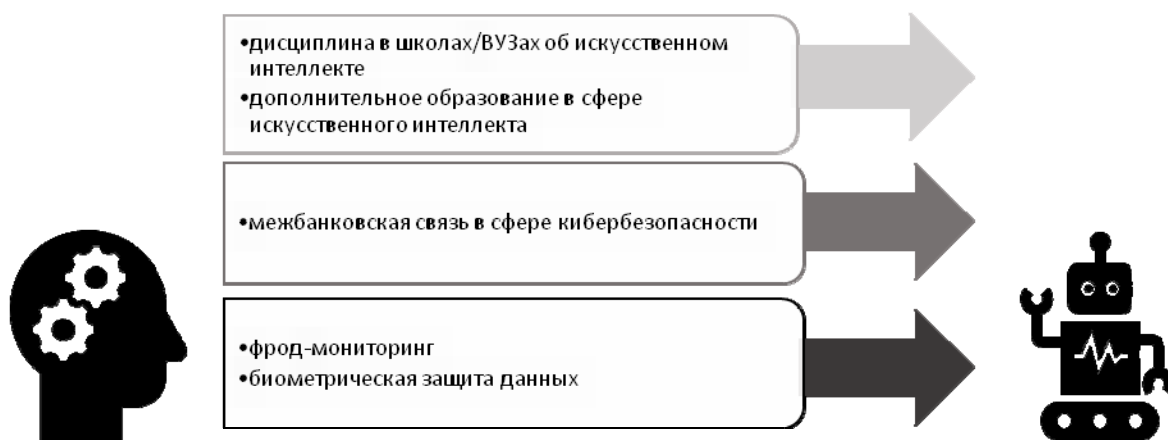 •дисциплина в школах/ВУЗах об искусственном
интеллекте
•дополнительное образование в сфере
искусственного интеллекта
•межбанковская связь в сфере кибербезопасности
•фрод-мониторинг
•биометрическая защита данных